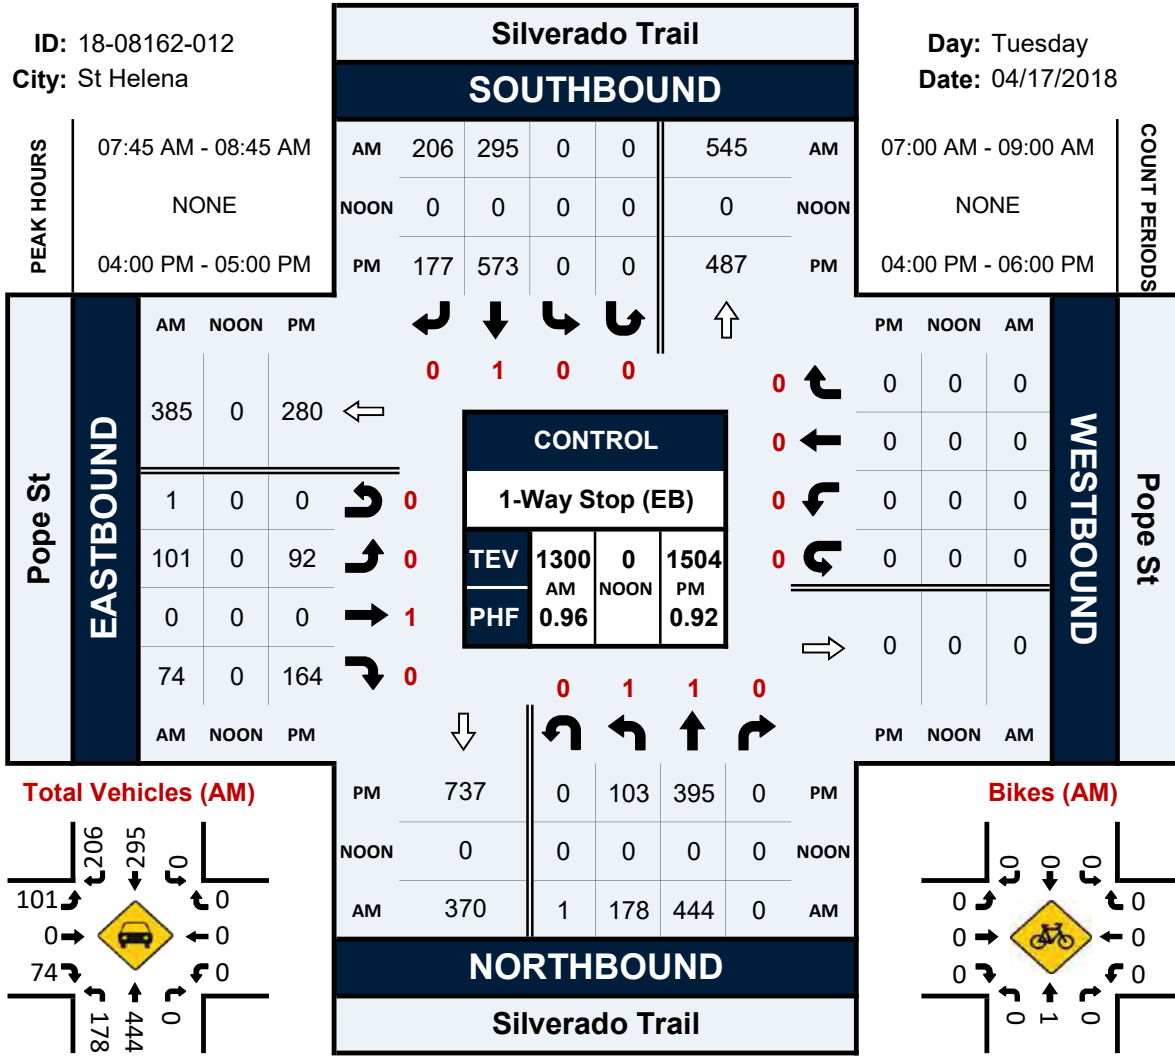 ID: 18-08162-012
City: St Helena
Silverado Trail
SOUTHBOUND
Day: Tuesday
Date: 04/17/2018
PEAK HOURS
07:45 AM - 08:45 AM
NONE
04:00 PM - 05:00 PM
AM 206 295 0 0 545 AM
NOON 0 0 0 0 0 NOON
PM 177 573 0 0 487 PM
07:00 AM - 09:00 AM
NONE
04:00 PM - 06:00 PM
COUNT PERIODS
0 1 0 0
Pope St
EASTBOUND
AM NOON PM
385 0 280
1 0 0 0
101 0 92 0
0 0 0 1
74 0 164 0
AM NOON PM
CONTROL
1-Way Stop (EB)
TEV 1300 0 1504
AM NOON PM
PHF 0.96 0.92
PM NOON AM
0 0 0 0
0 0 0 0
0 0 0 0
0 0 0 0
0 0 0
PM NOON AM
WESTBOUND
Pope St
0 1 1 0
PM 737 0 103 395 0 PM
NOON 0 0 0 0 0 NOON
AM 370 1 178 444 0 AM
NORTHBOUND
Silverado Trail
Total Vehicles (AM)
206 295 0
101 0
0 0
74 0
178 444 0
Bikes (AM)
0 0 0
0 0
0 0
0 0
0 1 0